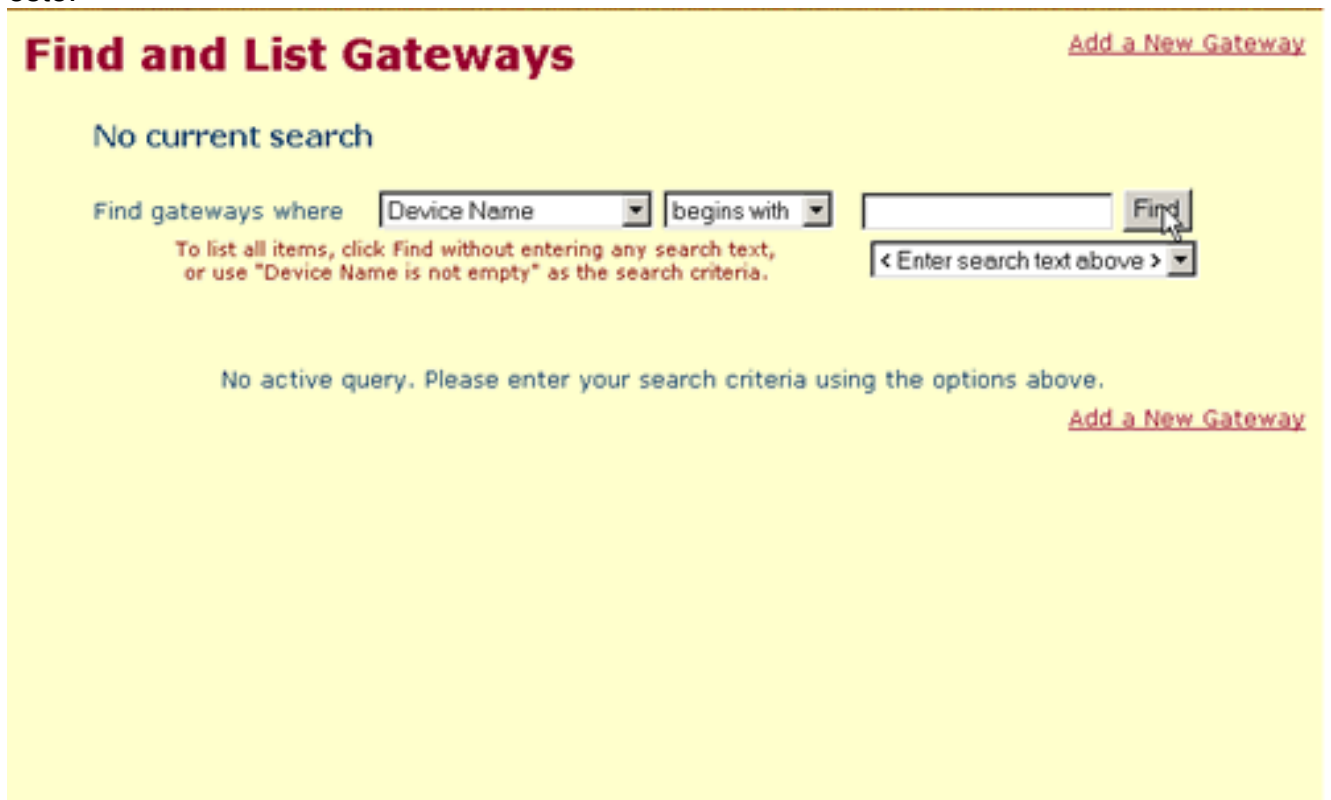 Find and List Gateways
Add a New Gateway
No current search
Find gateways where Device Name begins with Find
To list all items, click Find without entering any search text,
or use "Device Name is not empty" as the search criteria.
< Enter search text above >
No active query. Please enter your search criteria using the options above.
Add a New Gateway